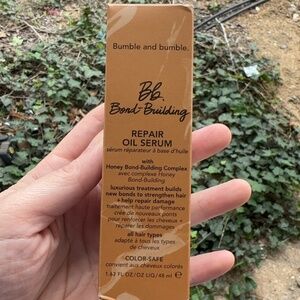 Bumble and bumble.
Bb.
Bond-Building
REPAIR
OIL SERUM
sérum réparateur à base d'huile
with
Honey Bond-Building Complex
avec complexe Honey
Bond-Building
luxurious treatment builds
new bonds to strengthen hair
+ help repair damage
traitement haute performance
crée de nouveaux ponts
pour renforcer les cheveux +
réparer les dommages
all hair types
adapté à tous les types
de cheveux
COLOR-SAFE
convient aux cheveux colorés
1.62 FL.OZ/OZ LIQ/48 ml ℮